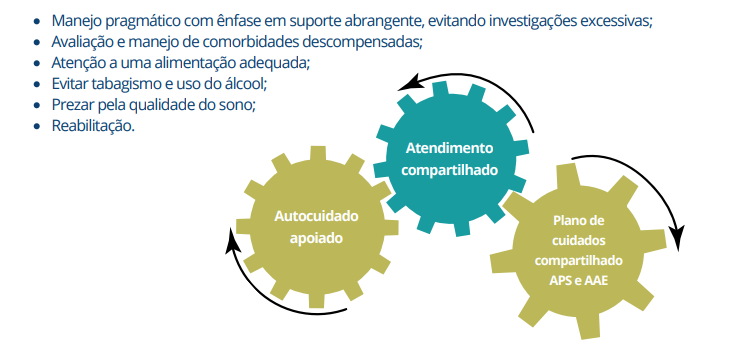 • Manejo pragmático com ênfase em suporte abrangente, evitando investigações excessivas;
• Avaliação e manejo de comorbidades descompensadas;
• Atenção a uma alimentação adequada;
• Evitar tabagismo e uso do álcool;
• Prezar pela qualidade do sono;
• Reabilitação.
Atendimento
compartilhado
Autocuidado
apoiado
Plano de
cuidados
compartilhado
APS e AAE